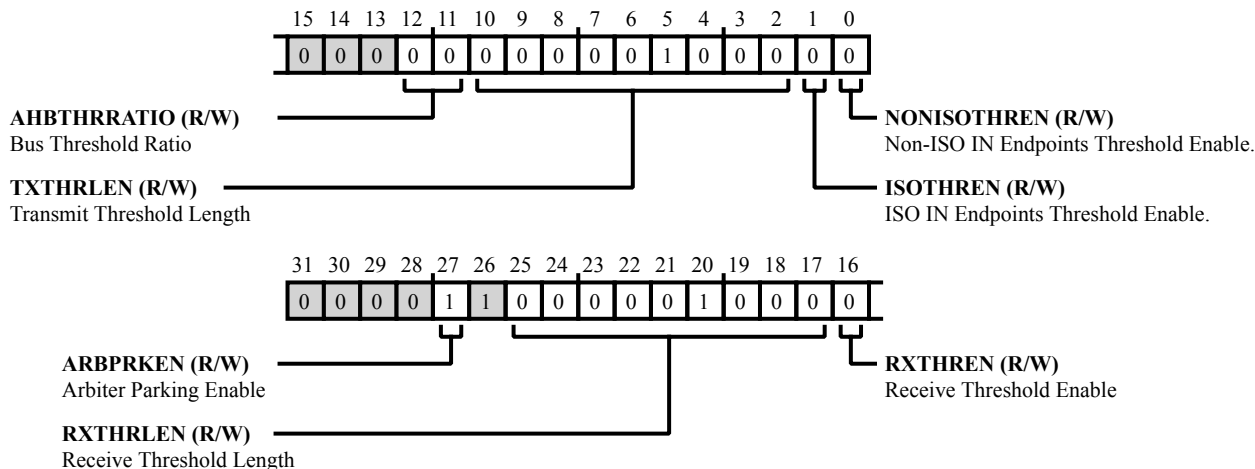 15 14 13 12 11 10 9 8 7 6 5 4 3 2 1 0
0 0 0 0 0 0 0 0 0 0 1 0 0 0 0 0
AHBTHRRATIO (R/W)
Bus Threshold Ratio
NONISOTHREN (R/W)
Non-ISO IN Endpoints Threshold Enable.
TXTHRLEN (R/W)
Transmit Threshold Length
ISOTHREN (R/W)
ISO IN Endpoints Threshold Enable.
31 30 29 28 27 26 25 24 23 22 21 20 19 18 17 16
0 0 0 0 1 1 0 0 0 0 0 1 0 0 0 0
ARBPRKEN (R/W)
Arbiter Parking Enable
RXTHREN (R/W)
Receive Threshold Enable
RXTHRLEN (R/W)
Receive Threshold Length